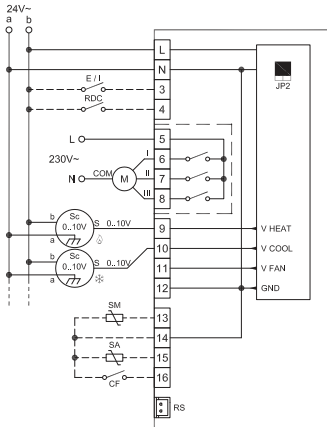 24V~
a b
L
N
E / I
3
RDC
4
JP2
L 5
230V~ I 6
N COM M II 7
III 8
b Sc S 0..10V 9 V HEAT
0..10V
a
10 V COOL
b Sc S 0..10V 11 V FAN
0..10V
a
12 GND
SM 13
14
SA 15
16
CF
RS